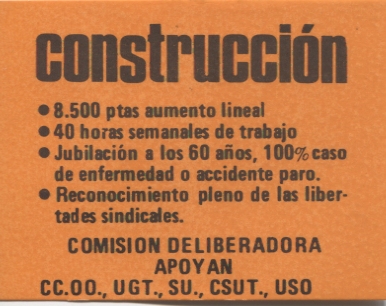 construcción
● 8.500 ptas aumento lineal
● 40 horas semanales de trabajo
● Jubilación a los 60 años, 100% caso
de enfermedad o accidente paro.
● Reconocimiento pleno de las liber-
tades sindicales.
COMISION DELIBERADORA
APOYAN
CC.OO., UGT., SU., CSUT., USO